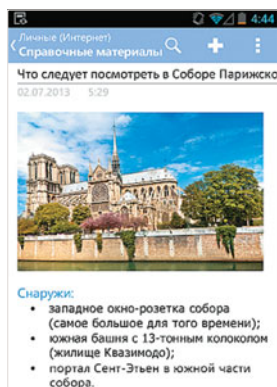 4:44
Личные (Интернет)
Справочные материалы
Что следует посмотреть в Соборе Парижско
02.07.2013 5:29
Снаружи:
• западное окно-розетка собора
(самое большое для того времени);
• южная башня с 13-тонным колоколом
(жилище Квазимодо);
• портал Сент-Этьен в южной части
собора.